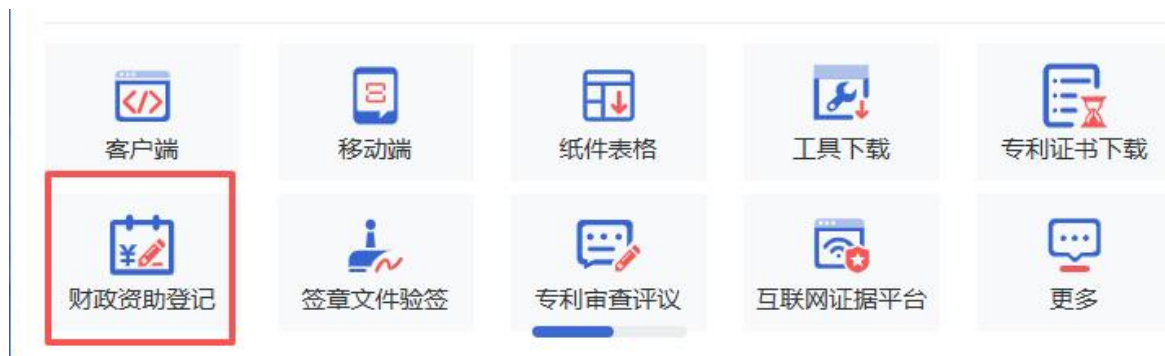 客户端
移动端
纸件表格
工具下载
专利证书下载
¥
财政资助登记
签章文件验签
专利审查评议
互联网证据平台
更多